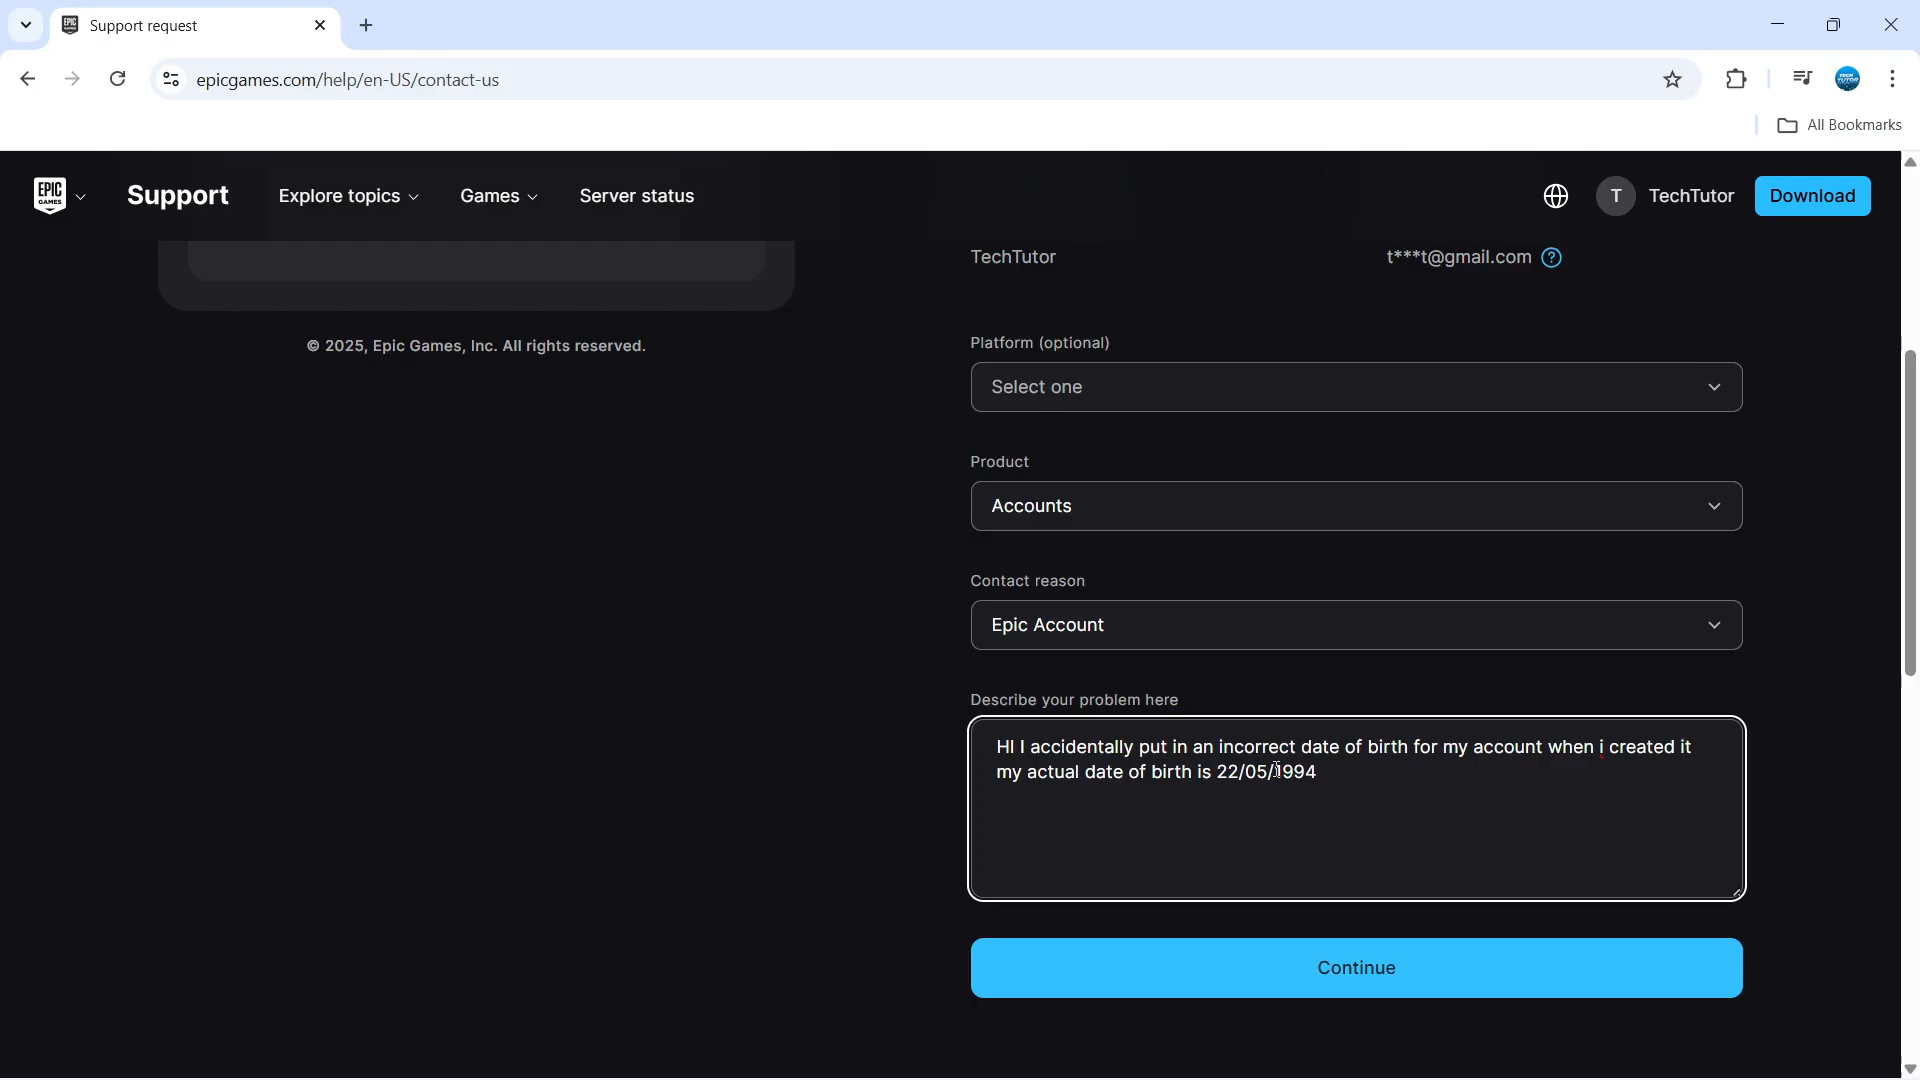 Support request
epicgames.com/help/en-US/contact-us
All Bookmarks
EPIC GAMES
Support
Explore topics
Games
Server status
T
TechTutor
Download
TechTutor
t***t@gmail.com
© 2025, Epic Games, Inc. All rights reserved.
Platform (optional)
Select one
Product
Accounts
Contact reason
Epic Account
Describe your problem here
HI I accidentally put in an incorrect date of birth for my account when i created it
my actual date of birth is 22/05/1994
Continue